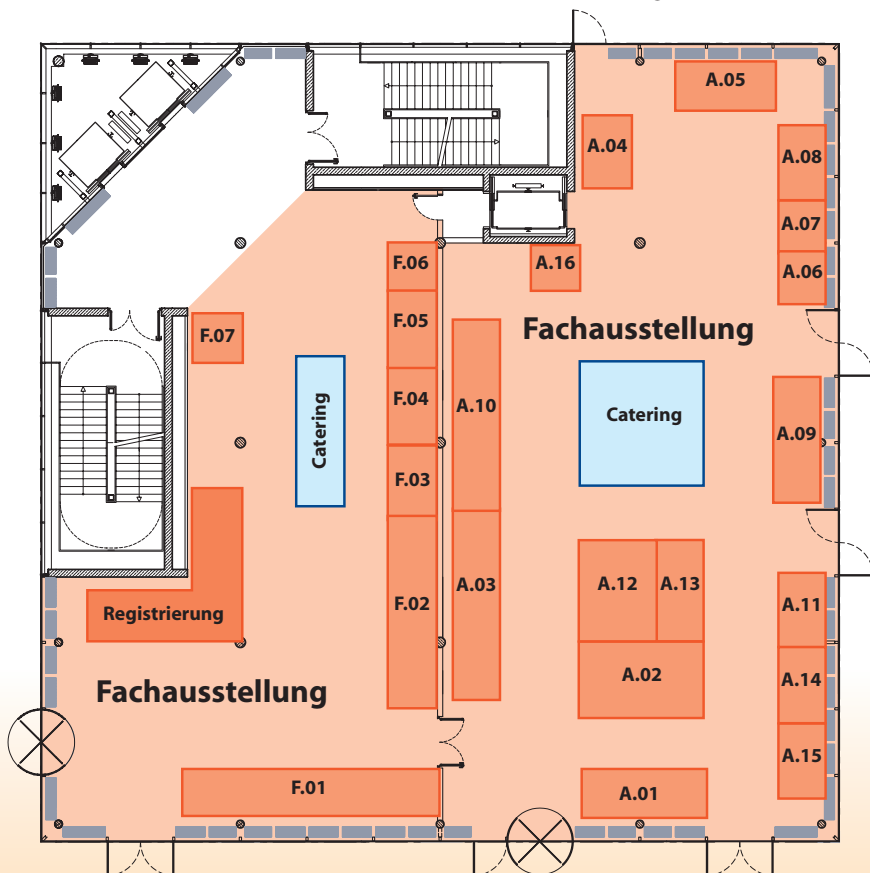 A.05
A.04
A.08
A.07
A.06
F.06
A.16
F.05
F.07
Fachausstellung
F.04
A.10
Catering
Catering
A.09
F.03
A.12
A.13
A.03
F.02
A.11
Registrierung
A.02
A.14
Fachausstellung
A.15
F.01
A.01